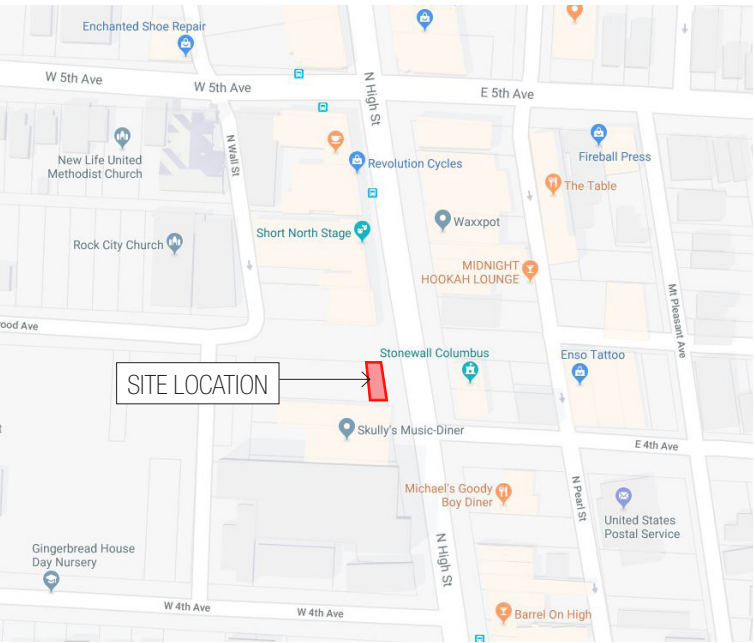 Enchanted Shoe Repair
W 5th Ave
W 5th Ave
N High St
E 5th Ave
N Wall St
New Life United
Methodist Church
Revolution Cycles
Fireball Press
The Table
Rock City Church
Short North Stage
Waxxpot
MIDNIGHT
HOOKAH LOUNGE
Mt Pleasant Ave
ood Ave
Stonewall Columbus
Enso Tattoo
SITE LOCATION
Skully's Music-Diner
E 4th Ave
t
Michael's Goody
Boy Diner
N Pearl St
United States
Postal Service
N High St
Gingerbread House
Day Nursery
W 4th Ave
W 4th Ave
Barrel On High